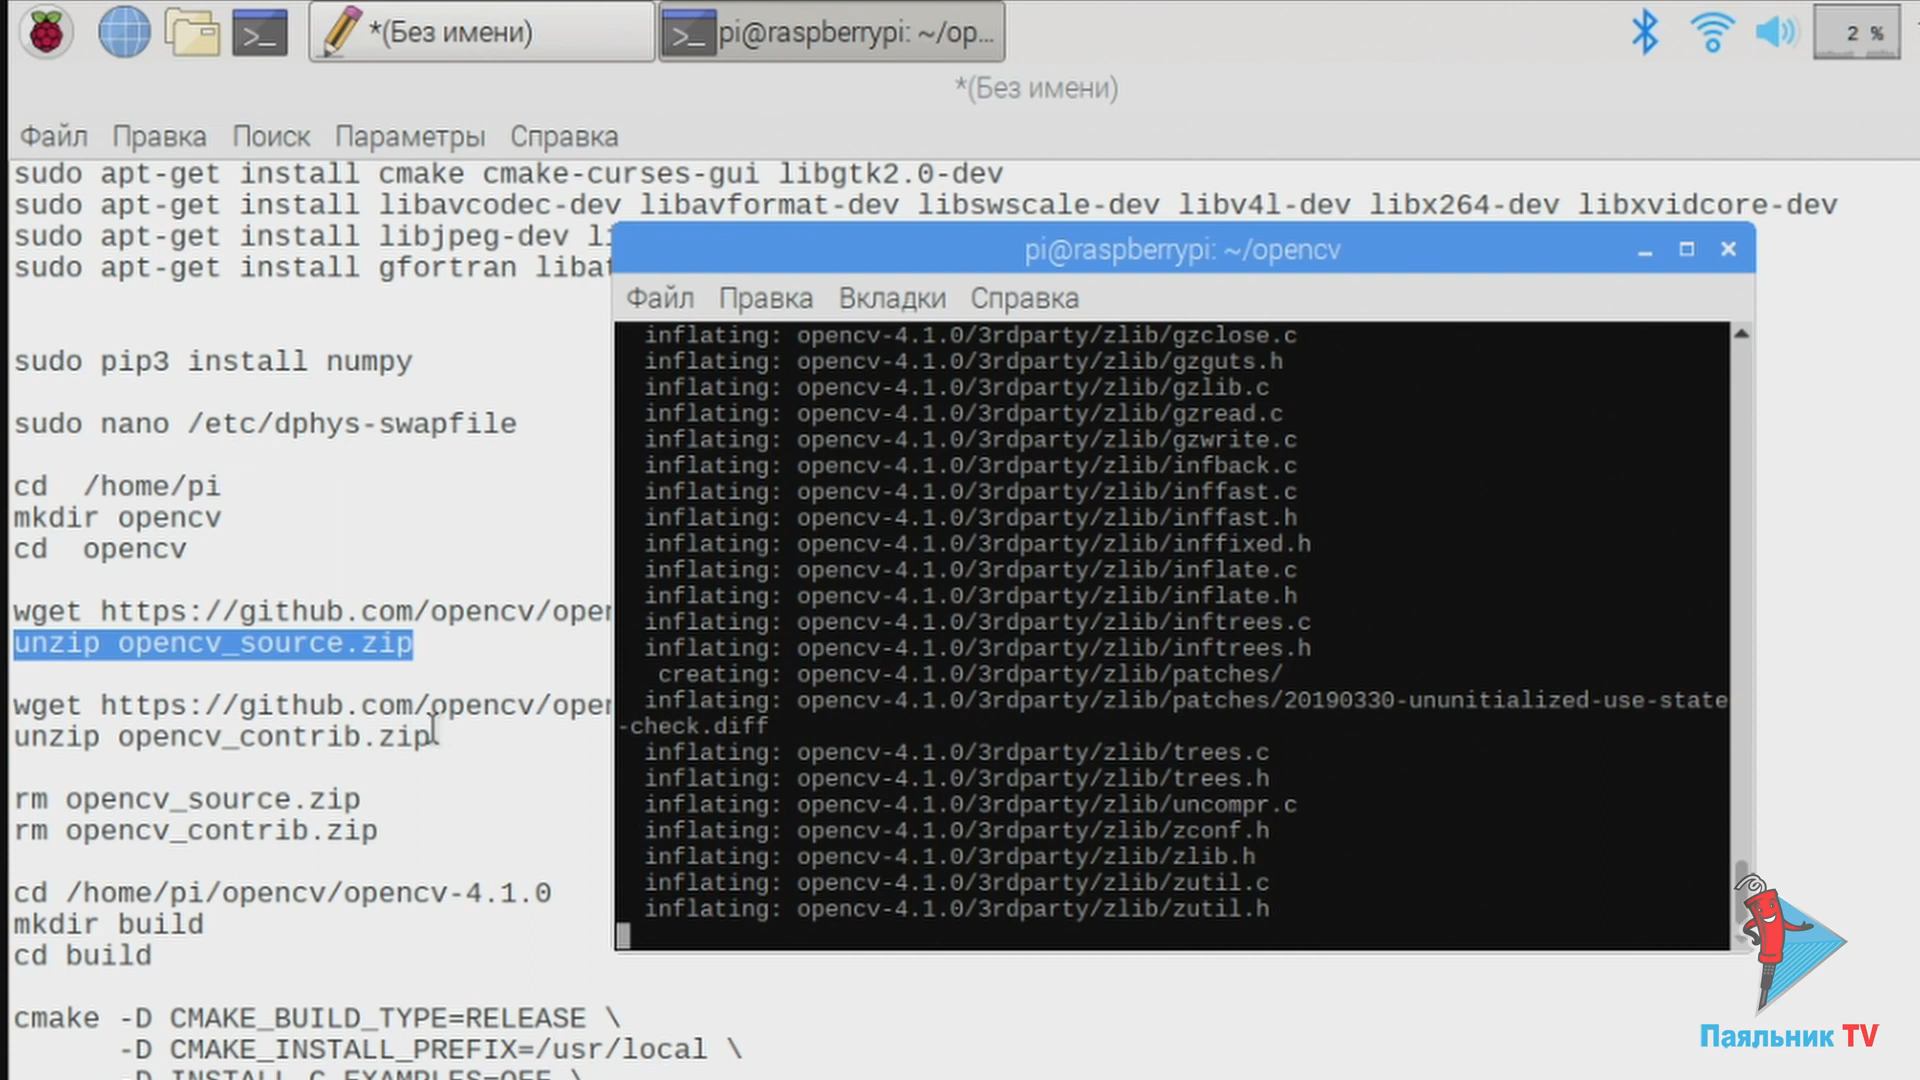 *(Без имени)
pi@raspberrypi: ~/op...
2 %
*(Без имени)
Файл Правка Поиск Параметры Справка
sudo apt-get install cmake cmake-curses-gui libgtk2.0-dev
sudo apt-get install libavcodec-dev libavformat-dev libswscale-dev libv4l-dev libx264-dev libxvidcore-dev
sudo apt-get install libjpeg-dev
sudo apt-get install gfortran
sudo pip3 install numpy
sudo nano /etc/dphys-swapfile
cd  /home/pi
mkdir opencv
cd  opencv
wget https://github.com/opencv/open
unzip opencv_source.zip
wget https://github.com/opencv/open
unzip opencv_contrib.zip
rm opencv_source.zip
rm opencv_contrib.zip
cd /home/pi/opencv/opencv-4.1.0
mkdir build
cd build
cmake -D CMAKE_BUILD_TYPE=RELEASE \
-D CMAKE_INSTALL_PREFIX=/usr/local \
-D INSTALL_C_EXAMPLES=OFF \
pi@raspberrypi: ~/opencv
Файл Правка Вкладки Справка
inflating: opencv-4.1.0/3rdparty/zlib/gzclose.c
inflating: opencv-4.1.0/3rdparty/zlib/gzguts.h
inflating: opencv-4.1.0/3rdparty/zlib/gzlib.c
inflating: opencv-4.1.0/3rdparty/zlib/gzread.c
inflating: opencv-4.1.0/3rdparty/zlib/gzwrite.c
inflating: opencv-4.1.0/3rdparty/zlib/infback.c
inflating: opencv-4.1.0/3rdparty/zlib/inffast.c
inflating: opencv-4.1.0/3rdparty/zlib/inffast.h
inflating: opencv-4.1.0/3rdparty/zlib/inffixed.h
inflating: opencv-4.1.0/3rdparty/zlib/inflate.c
inflating: opencv-4.1.0/3rdparty/zlib/inflate.h
inflating: opencv-4.1.0/3rdparty/zlib/inftrees.c
inflating: opencv-4.1.0/3rdparty/zlib/inftrees.h
creating: opencv-4.1.0/3rdparty/zlib/patches/
inflating: opencv-4.1.0/3rdparty/zlib/patches/20190330-ununitialized-use-state
-check.diff
inflating: opencv-4.1.0/3rdparty/zlib/trees.c
inflating: opencv-4.1.0/3rdparty/zlib/trees.h
inflating: opencv-4.1.0/3rdparty/zlib/uncompr.c
inflating: opencv-4.1.0/3rdparty/zlib/zconf.h
inflating: opencv-4.1.0/3rdparty/zlib/zlib.h
inflating: opencv-4.1.0/3rdparty/zlib/zutil.c
inflating: opencv-4.1.0/3rdparty/zlib/zutil.h
Паяльник TV